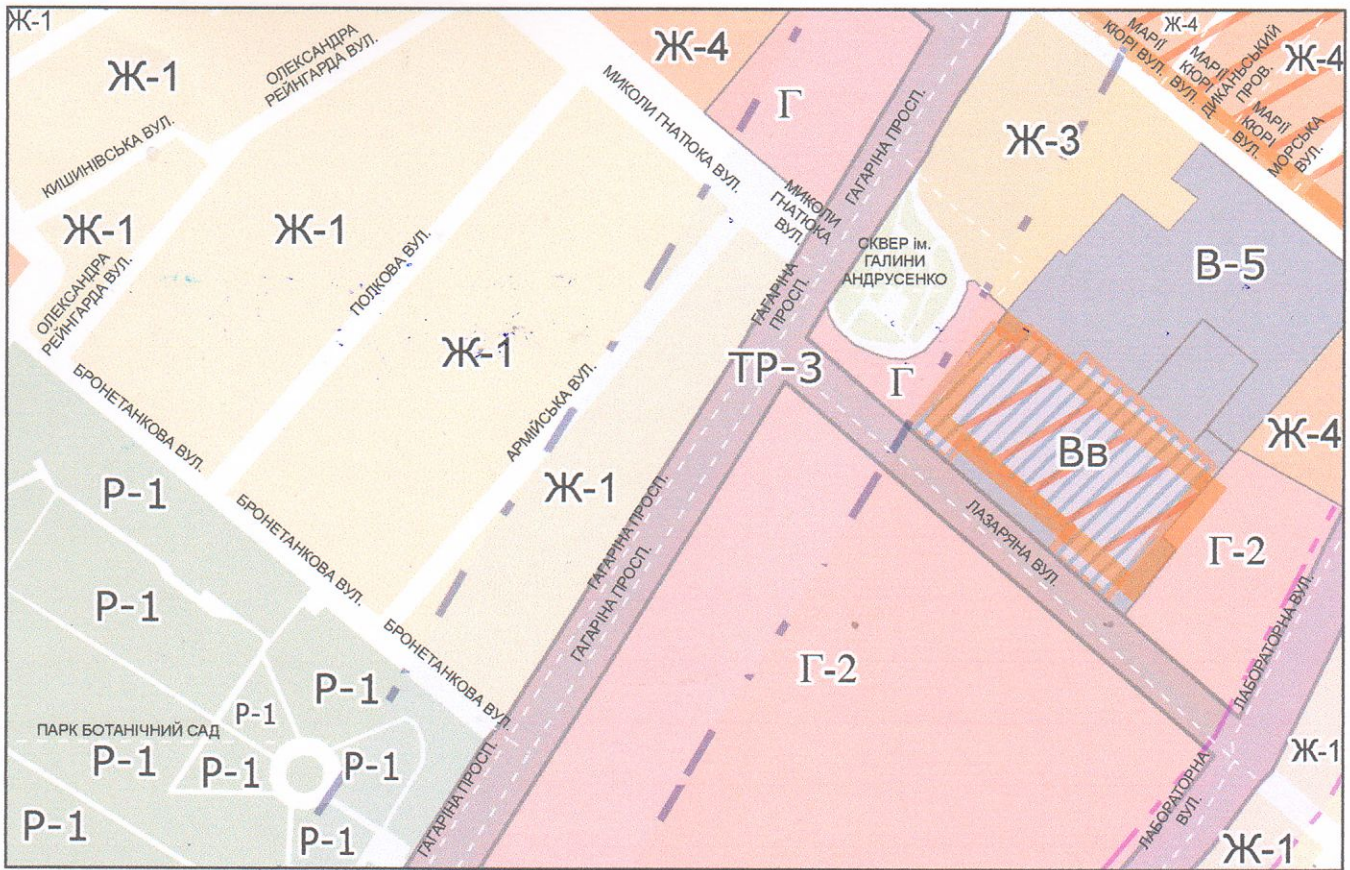 Ж-1
Ж-1
ОЛЕКСАНДРА
РЕЙНГАРДА ВУЛ.
КИШИНІВСЬКА ВУЛ.
Ж-1
ОЛЕКСАНДРА
РЕЙНГАРДА ВУЛ.
Ж-1
ПОЛКОВА ВУЛ.
Ж-1
АРМІЙСЬКА ВУЛ.
Ж-1
Ж-4
Г
МИКОЛИ ГНАТЮКА ВУЛ.
МИКОЛИ
ГНАТЮКА
ВУЛ.
ГАГАРІНА ПРОСП.
ГАГАРІНА
ПРОСП.
ТР-3
Ж-3
СКВЕР ім.
ГАЛИНИ
АНДРУСЕНКО
Г
МАРІЇ
КЮРІ ВУЛ.
МАРІЇ
КЮРІ
ВУЛ.
Ж-4
ДИКАНЬСЬКИЙ
ПРОВ.
МАРІЇ
КЮРІ
ВУЛ.
МОРСЬКА
ВУЛ.
Ж-4
В-5
Вв
Ж-4
Г-2
ЛАЗАРЯНА ВУЛ.
ЛАБОРАТОРНА ВУЛ.
ЛАБОРАТОРНА
ВУЛ.
Ж-1
Ж-1
Г-2
ГАГАРІНА ПРОСП.
ГАГАРІНА ПРОСП.
ГАГАРІНА ПРОСП.
БРОНЕТАНКОВА ВУЛ.
БРОНЕТАНКОВА ВУЛ.
БРОНЕТАНКОВА ВУЛ.
Р-1
Р-1
Р-1
Р-1
ПАРК БОТАНІЧНИЙ САД
Р-1
Р-1
Р-1
Р-1
Р-1